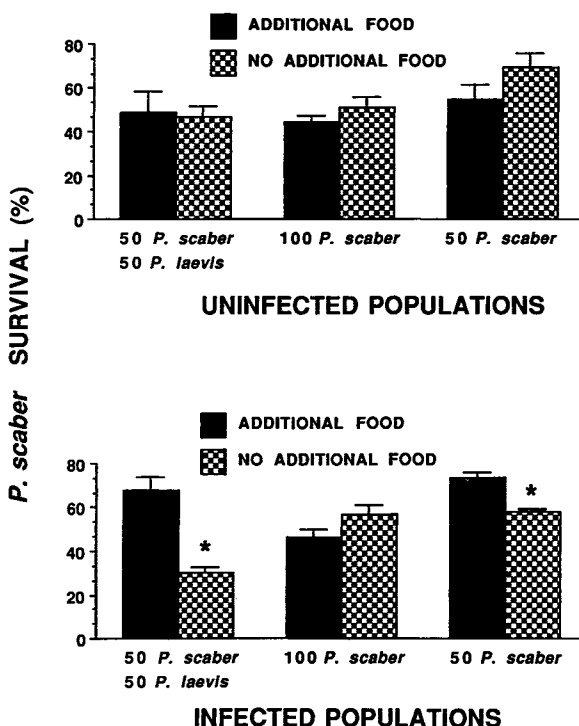 ADDITIONAL FOOD
NO ADDITIONAL FOOD
80
60
40
20
0
50 P. scaber 100 P. scaber 50 P. scaber
50 P. laevis
UNINFECTED POPULATIONS
P. scaber SURVIVAL (%)
ADDITIONAL FOOD
NO ADDITIONAL FOOD
80
60
40
20
0
* *
50 P. scaber 100 P. scaber 50 P. scaber
50 P. laevis
INFECTED POPULATIONS